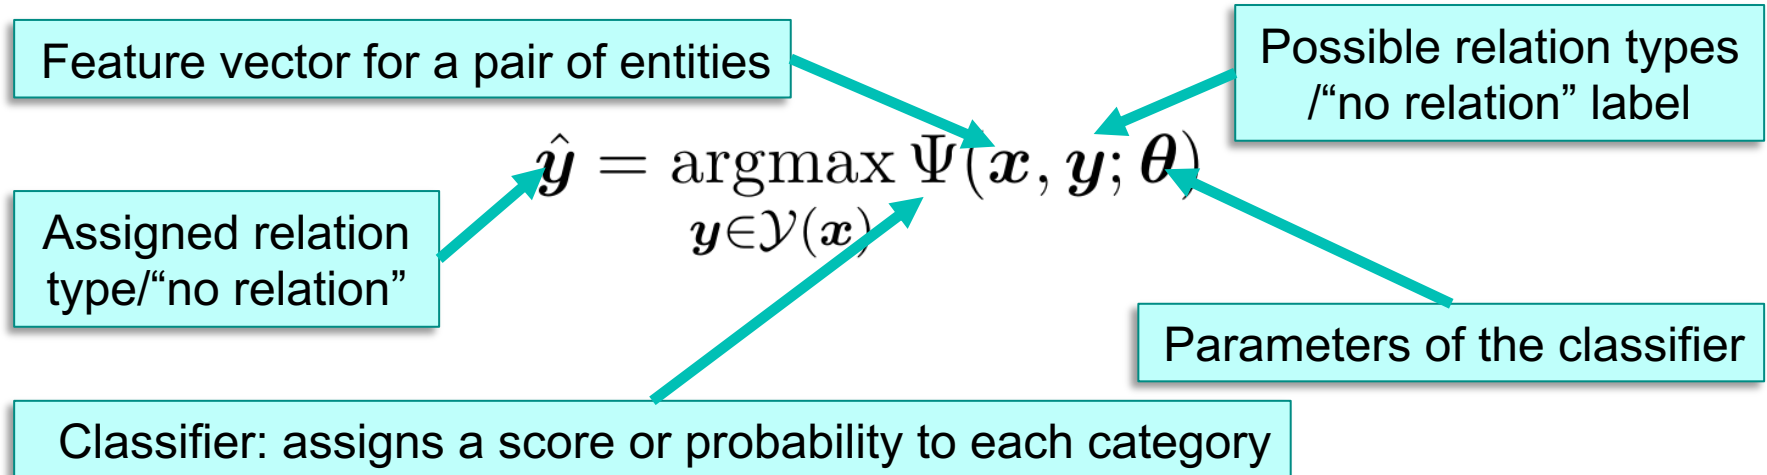 Feature vector for a pair of entities
Possible relation types
/“no relation” label
ŷ = argmax Ψ(x, y; θ)
y∈𝒴(x)
Assigned relation
type/“no relation”
Parameters of the classifier
Classifier: assigns a score or probability to each category